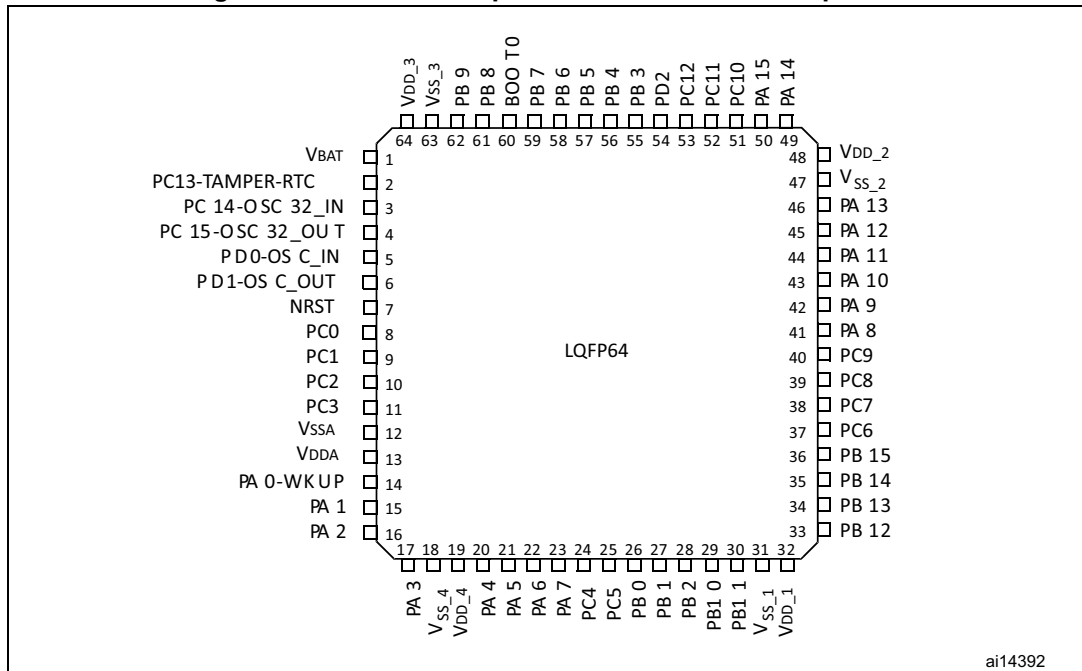 VDD_3
VSS_3
PB 9
PB 8
BOO T0
PB 7
PB 6
PB 5
PB 4
PB 3
PD2
PC12
PC11
PC10
PA 15
PA 14
64 63 62 61 60 59 58 57 56 55 54 53 52 51 50 49
VBAT 1
PC13-TAMPER-RTC 2
PC 14-OSC 32_IN 3
PC 15-OSC 32_OU T 4
P D0-OS C_IN 5
P D1-OS C_OUT 6
NRST 7
PC0 8
PC1 9
PC2 10
PC3 11
VSSA 12
VDDA 13
PA 0-WKUP 14
PA 1 15
PA 2 16
LQFP64
48 VDD_2
47 VSS_2
46 PA 13
45 PA 12
44 PA 11
43 PA 10
42 PA 9
41 PA 8
40 PC9
39 PC8
38 PC7
37 PC6
36 PB 15
35 PB 14
34 PB 13
33 PB 12
17 18 19 20 21 22 23 24 25 26 27 28 29 30 31 32
PA 3
VSS_4
VDD_4
PA 4
PA 5
PA 6
PA 7
PC4
PC5
PB 0
PB 1
PB 2
PB1 0
PB1 1
VSS_1
VDD_1
ai14392